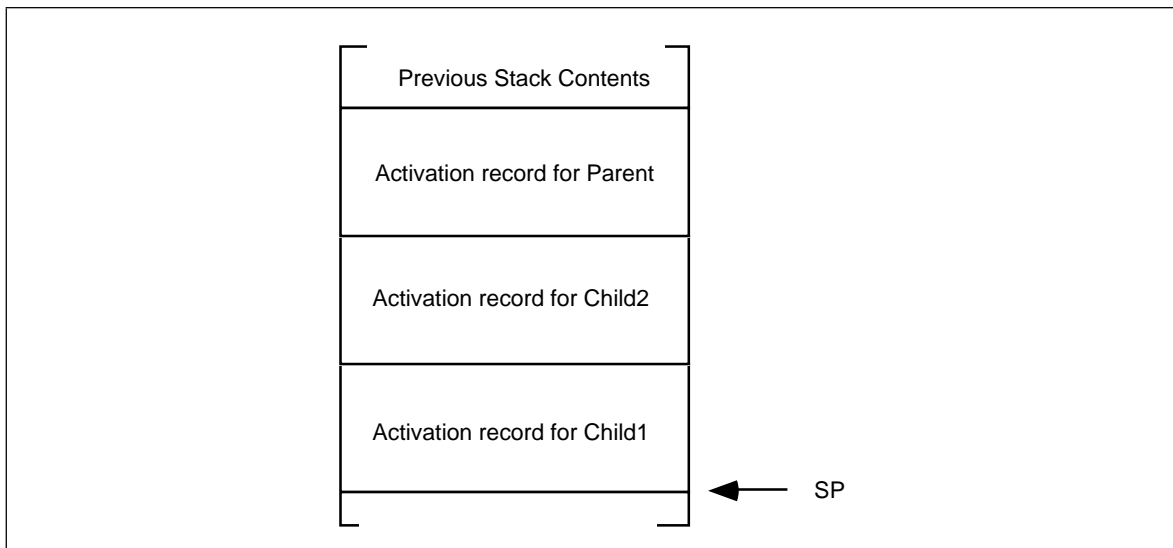 Previous Stack Contents
Activation record for Parent
Activation record for Child2
Activation record for Child1
SP